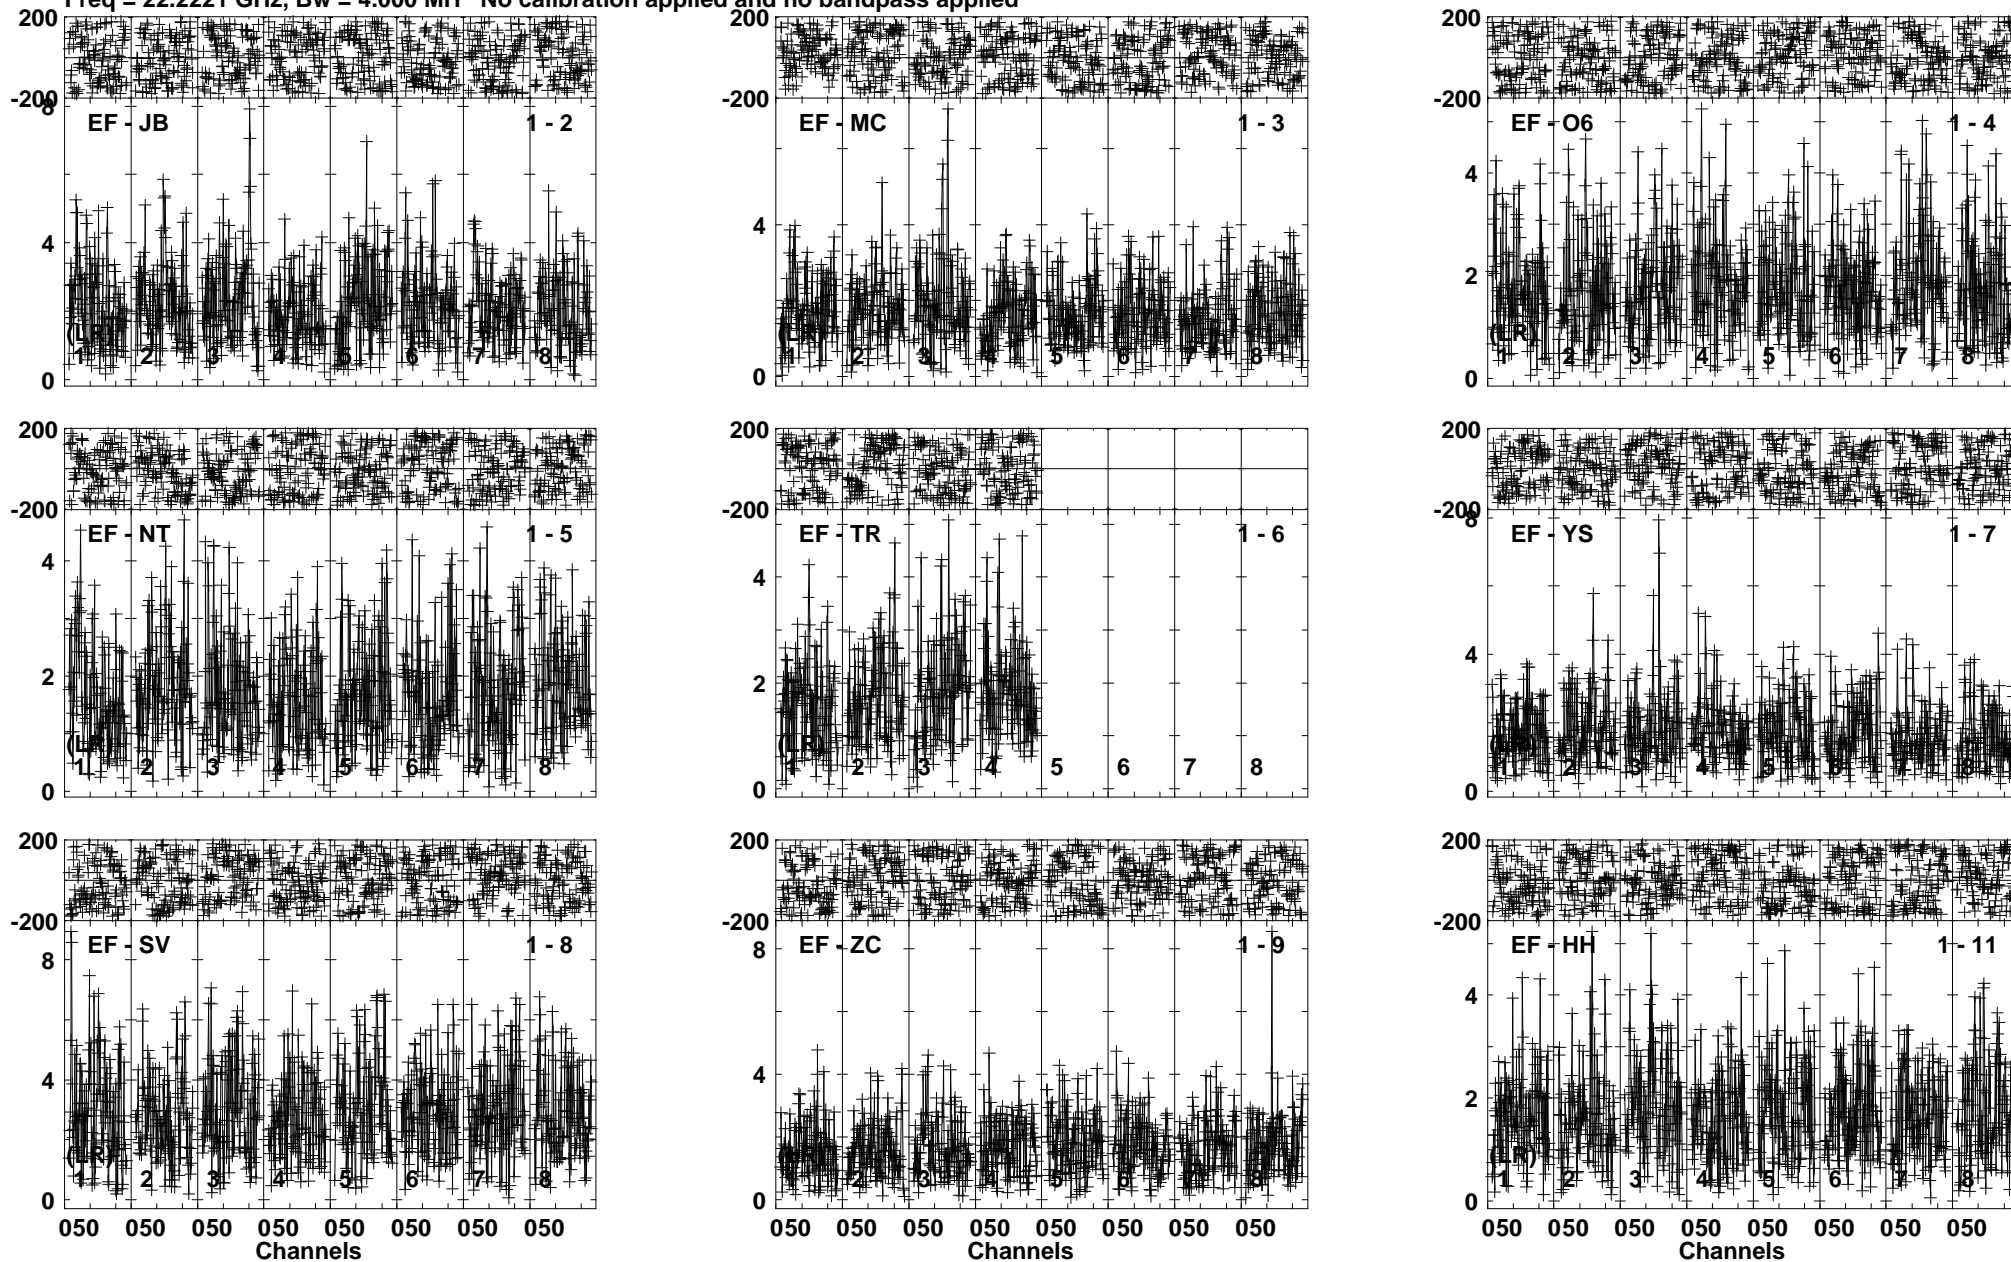 Freq = 22.2221 GHz, Bw = 4.000 MH No calibration applied and no bandpass applied
200 200 200
-200 -200 -200
8
EF - JB 1 - 2 EF - MC 1 - 3 EF - O6 1 - 4
4 4 4
2
(LR) (LR) (LR)
1 2 3 4 5 6 7 8 1 2 3 4 5 6 7 8 1 2 3 4 5 6 7 8
0 0 0
200 200 200
-200 -200 -200
8
EF - NT 1 - 5 EF - TR 1 - 6 EF - YS 1 - 7
4 4 4
2 2
(LR) (LR) (LR)
1 2 3 4 5 6 7 8 1 2 3 4 5 6 7 8 1 2 3 4 5 6 7 8
0 0 0
200 200 200
-200 -200 -200
EF - SV 1 - 8 EF - ZC 1 - 9 EF - HH 1 - 11
8 8
4 4 4
2
(LR) (LR) (LR)
1 2 3 4 5 6 7 8 1 2 3 4 5 6 7 8 1 2 3 4 5 6 7 8
0 0 0
050 050 050 050 050 050 050 050 050 050 050 050 050 050 050 050 050 050 050 050 050 050 050 050
Channels Channels Channels